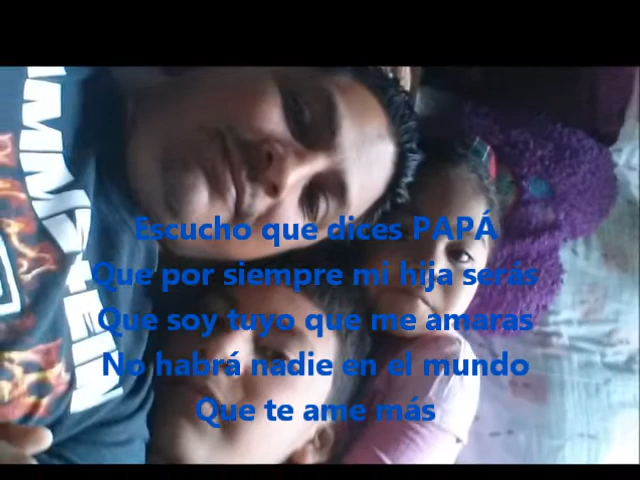 RAMMSTEIN
Escucho que dices PAPÁ
Que por siempre mi hija serás
Que soy tuyo que me amaras
No habrá nadie en el mundo
Que te ame más